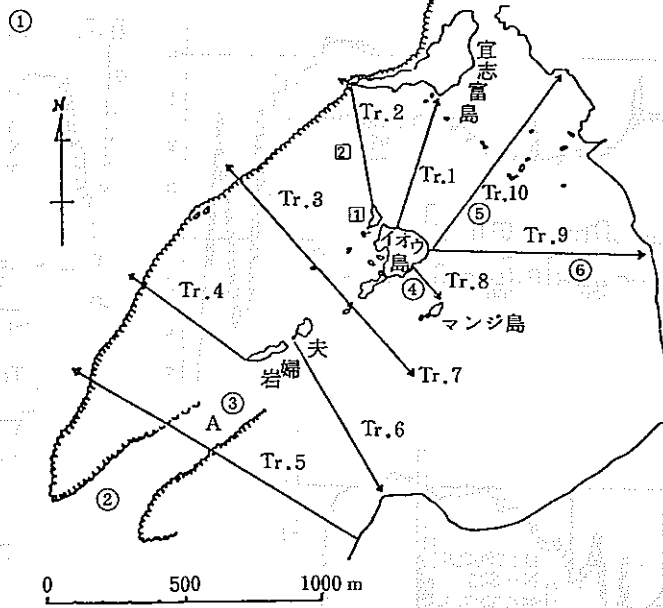 ①
N
宜志富島
Tr.2
2
Tr.3
Tr.1
Tr.10
⑤
1
イオウ島
Tr.9
④
Tr.8
⑥
Tr.4
マンジ島
夫婦岩
Tr.7
③
A
Tr.6
Tr.5
②
0 500 1000 m